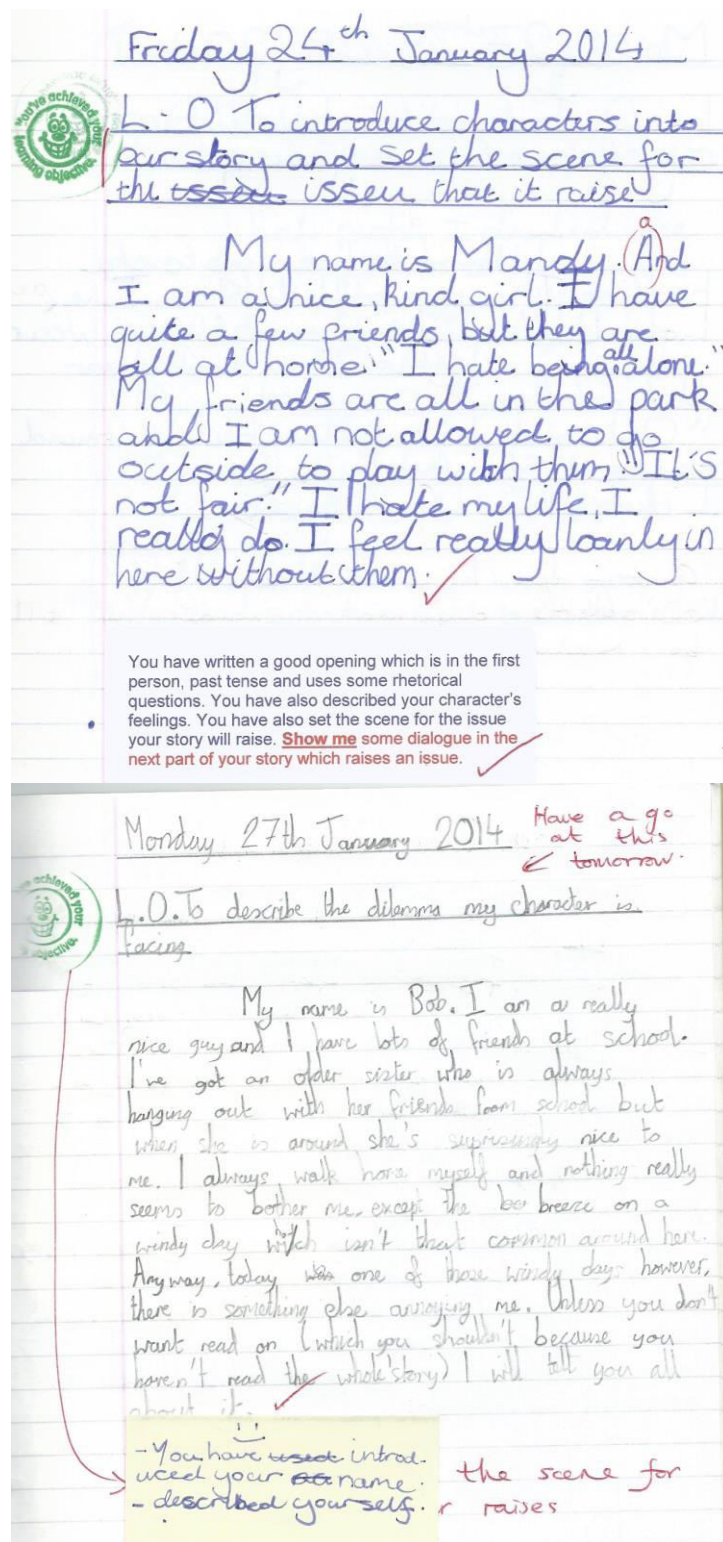 Friday 24th January 2014
You've achieved your learning objective.
L.O To introduce characters into
our story and set the scene for
the isseu that it raise
a
My name is Mandy. And
I am a nice, kind girl. I have
quite a few friends, but they are
all at home. "I hate being all alone."
My friends are all in the park
and I am not allowed to go
outside to play with them. "It's
not fair." I hate my life, I
really do. I feel really loanly in
here without them.
You have written a good opening which is in the first
person, past tense and uses some rhetorical
questions. You have also described your character's
feelings. You have also set the scene for the issue
your story will raise. Show me some dialogue in the
next part of your story which raises an issue.
Monday 27th January 2014
Have a go
at this
tomorrow.
achieved your objective.
L.O. To describe the dilemma my character is
facing
My name is Bob. I am a really
nice guy and I have lots of friends at school.
I've got an older sister who is always
hanging out with her friends from school but
when she is around she's suprisingly nice to
me. I always walk home myself and nothing really
seems to bother me, except the breeze on a
windy day which isn't that common around here.
Anyway, today was one of those windy days however,
there is something else annoying me. Unless you don't
want read on (which you shouldn't because you
haven't read the whole story) I will tell you all
about it.
- You have introd-
uced your name.
- described yourself.
the scene for
raises